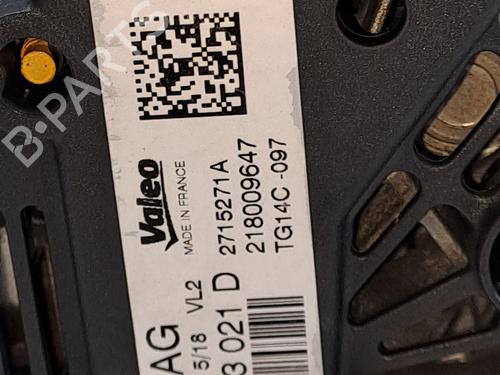 B-PARTS
Valeo
MADE IN FRANCE
2715271A
218009647
TG14C -097
AG
5/18 VL2
3 021 D